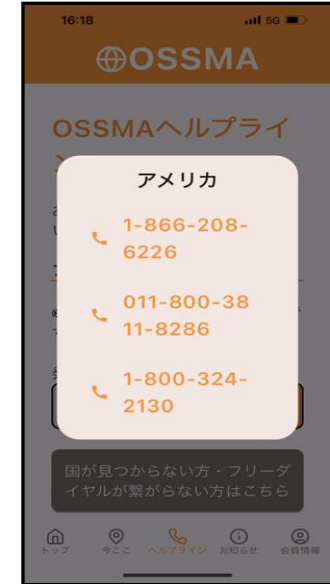 16:18
5G
OSSMA
OSSMAヘルプライ
アメリカ
1-866-208-
6226
011-800-38
11-8286
1-800-324-
2130
国が見つからない方・フリーダ
イヤルが繋がらない方はこちら
トップ
今ここ
ヘルプライン
お知らせ
会員情報